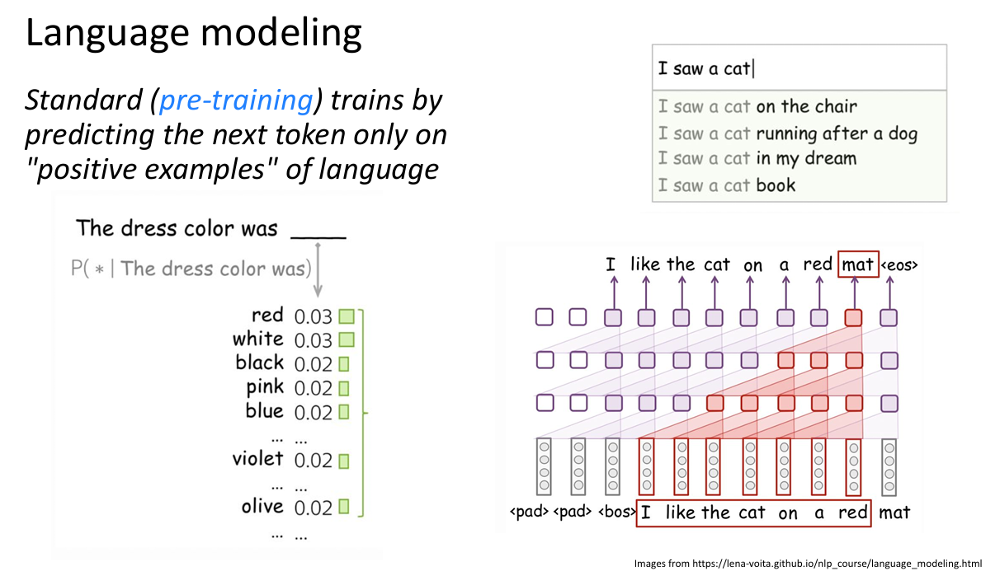 Language modeling
Standard (pre-training) trains by
predicting the next token only on
"positive examples" of language
The dress color was _____
P( * | The dress color was)
red 0.03
white 0.03
black 0.02
pink 0.02
blue 0.02
... ...
violet 0.02
... ...
olive 0.02
... ...
I saw a cat|
I saw a cat on the chair
I saw a cat running after a dog
I saw a cat in my dream
I saw a cat book
I like the cat on a red mat <eos>
<pad> <pad> <bos> I like the cat on a red mat
Images from https://lena-voita.github.io/nlp_course/language_modeling.html